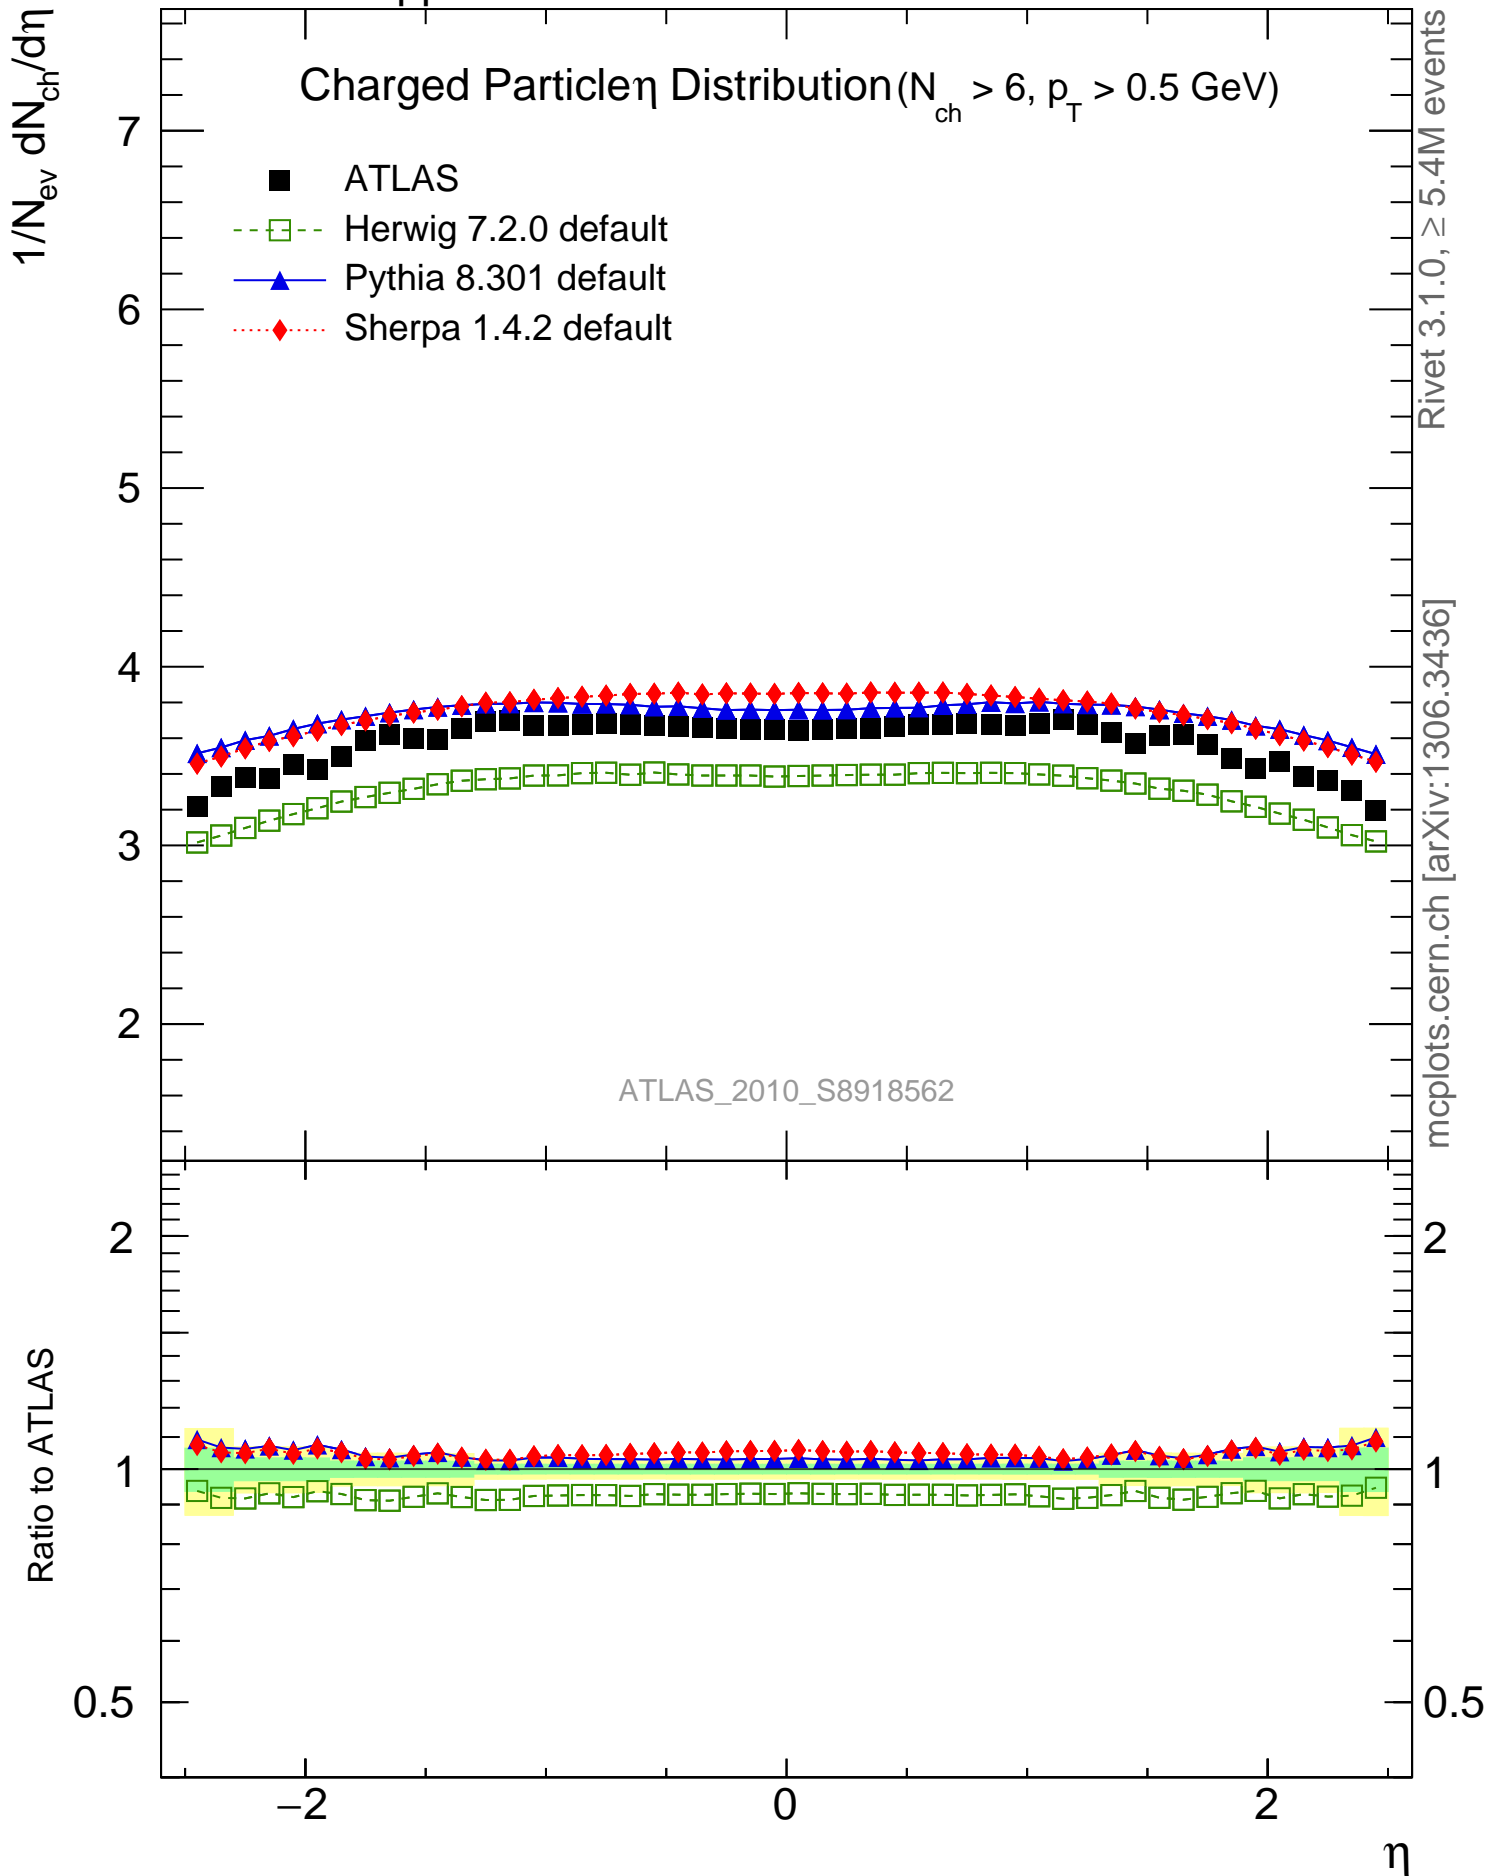 1/N_ev dN_ch/dη
Charged Particle η Distribution (N_ch > 6, p_T > 0.5 GeV)
ATLAS
Herwig 7.2.0 default
Pythia 8.301 default
Sherpa 1.4.2 default
7
6
5
4
3
2
ATLAS_2010_S8918562
Rivet 3.1.0, ≥ 5.4M events
mcplots.cern.ch [arXiv:1306.3436]
Ratio to ATLAS
2
1
0.5
2
1
0.5
−2
0
2
η